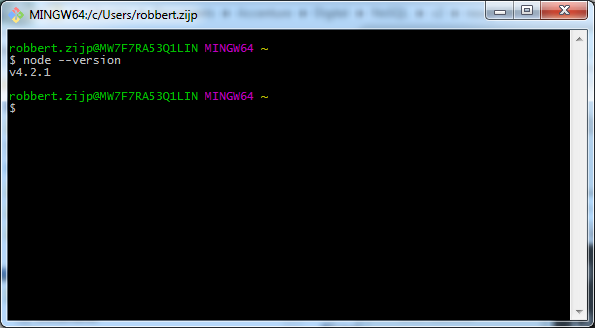 MINGW64:/c/Users/robbert.zijp
robbert.zijp@MW7F7RA53Q1LIN MINGW64 ~
$ node --version
v4.2.1
robbert.zijp@MW7F7RA53Q1LIN MINGW64 ~
$